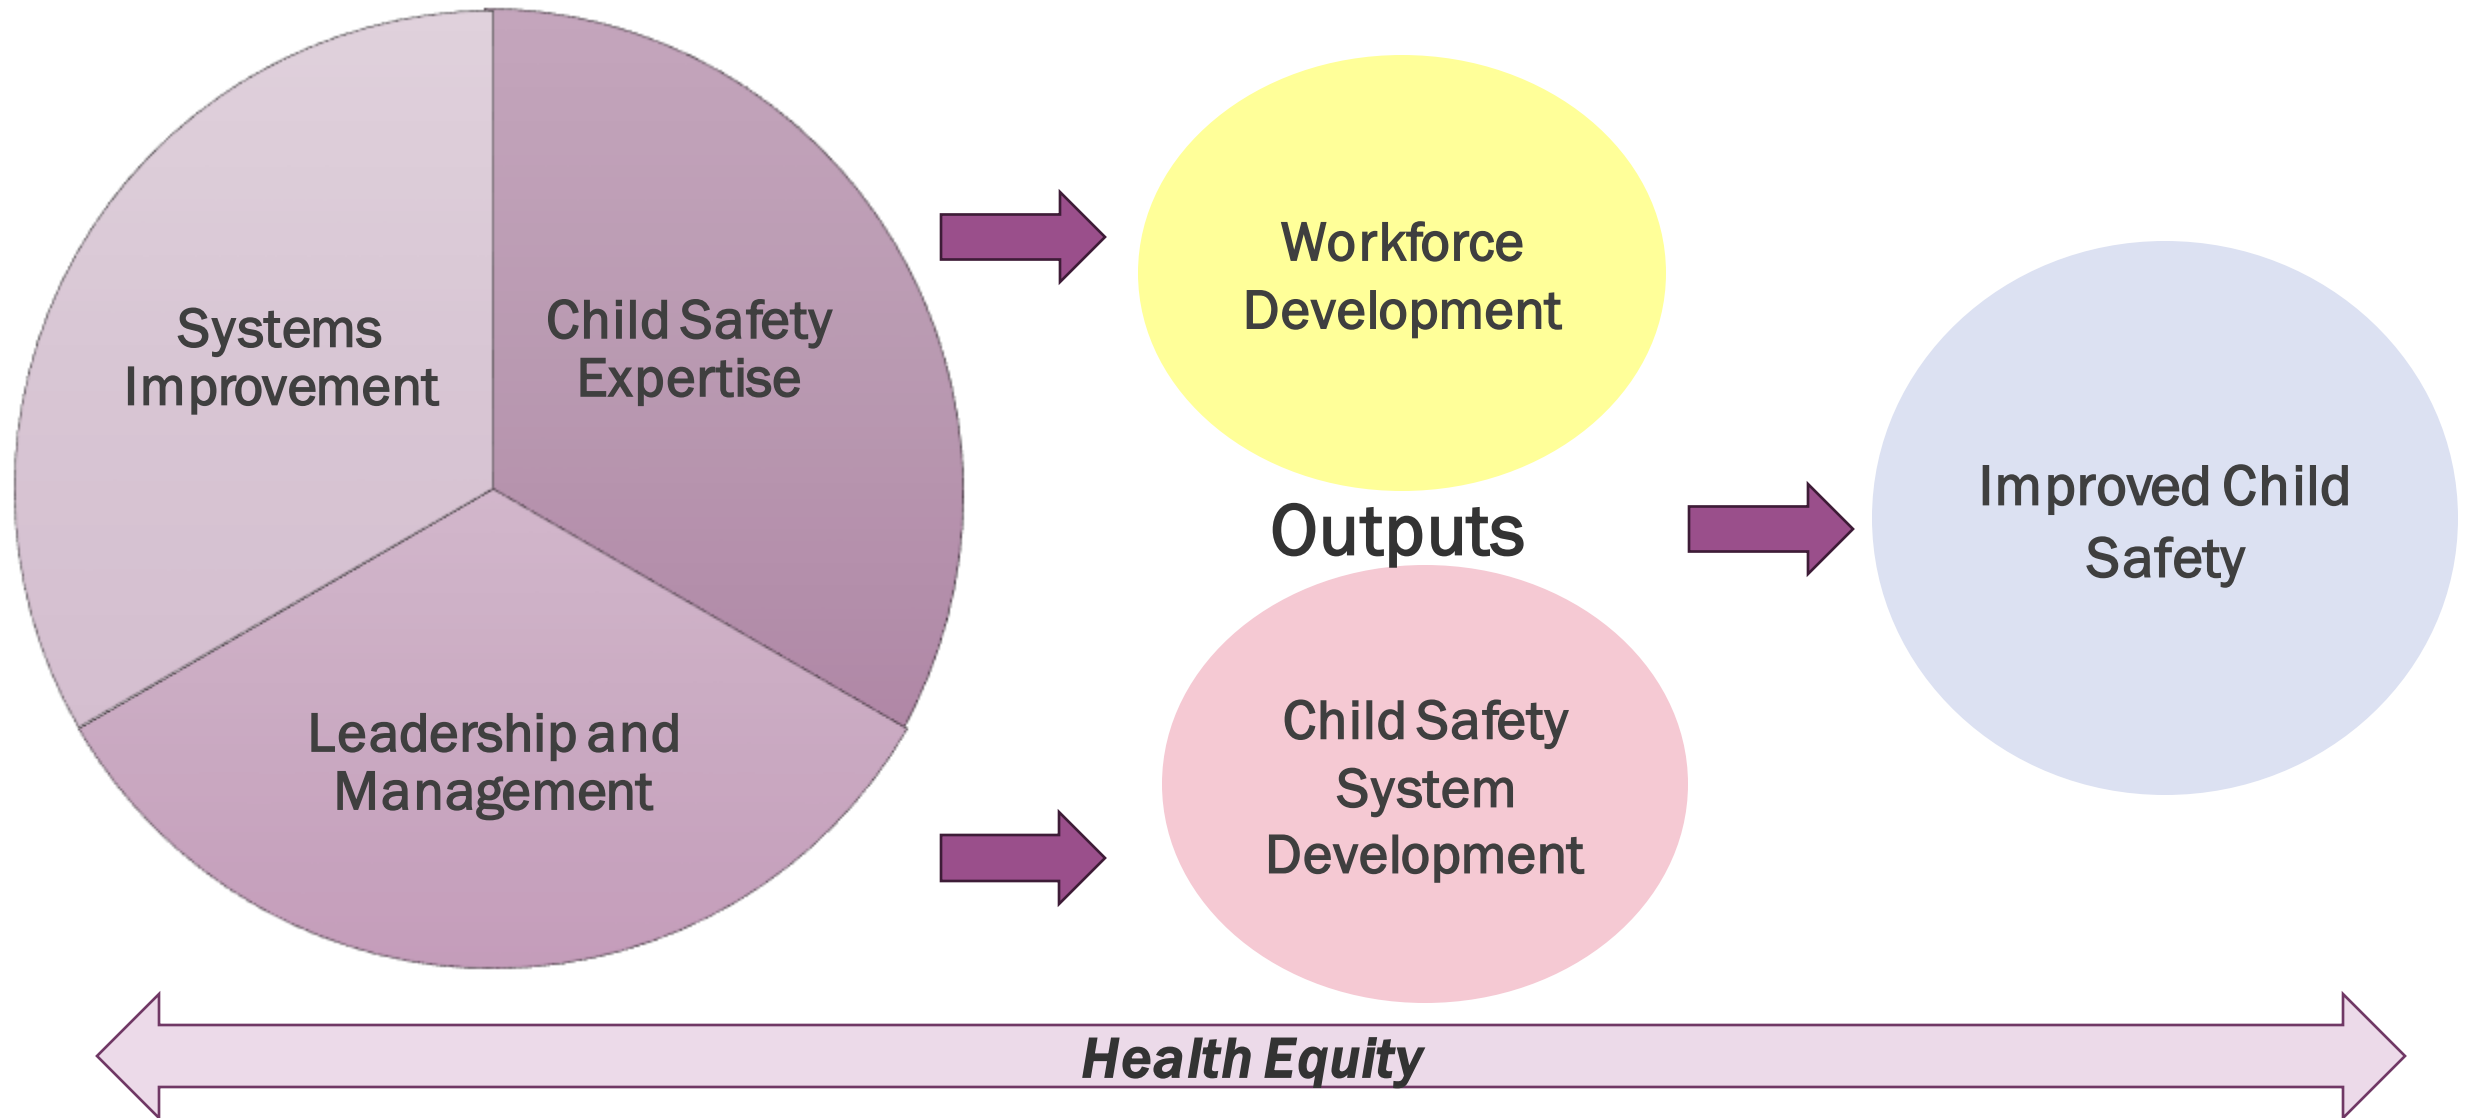 Systems
Improvement
Child Safety
Expertise
Leadership and
Management
Workforce
Development
Outputs
Child Safety
System
Development
Improved Child
Safety
Health Equity